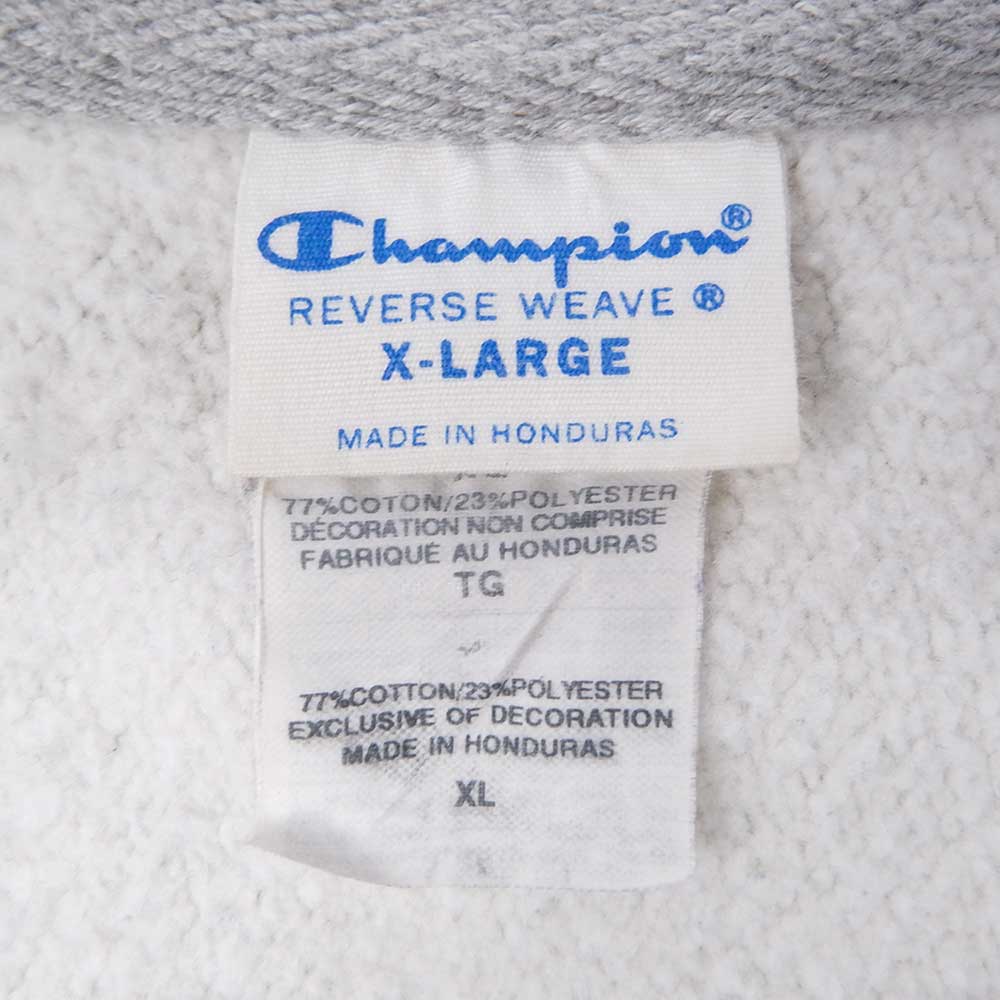 Champion®
REVERSE WEAVE ®
X-LARGE
MADE IN HONDURAS
77%COTON/23%POLYESTER
DÉCORATION NON COMPRISE
FABRIQUÉ AU HONDURAS
TG
77%COTTON/23%POLYESTER
EXCLUSIVE OF DECORATION
MADE IN HONDURAS
XL